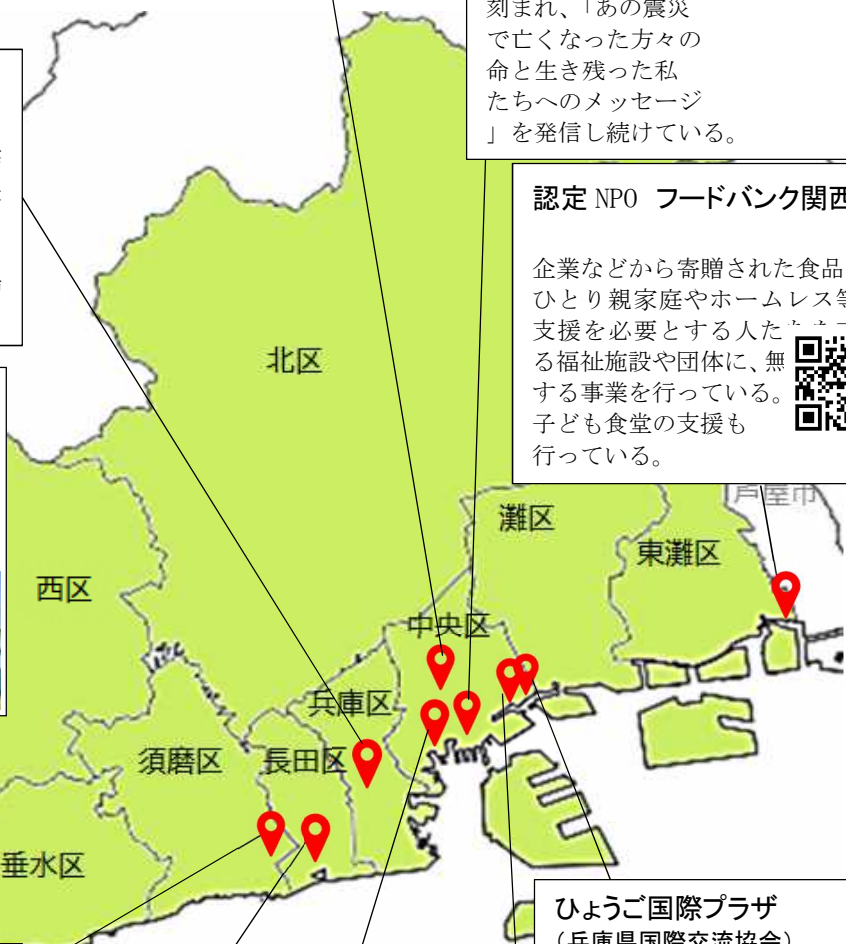 刻まれ、「あの震災
で亡くなった方々の
命と生き残った私
たちへのメッセージ
」を発信し続けている。
認定 NPO フードバンク関西
企業などから寄贈された食品
ひとり親家庭やホームレス等
支援を必要とする人た
る福祉施設や団体に、無
する事業を行っている。
子ども食堂の支援も
行っている。
北区
芦屋市
灘区
東灘区
西区
中央区
兵庫区
須磨区
長田区
垂水区
ひょうご国際プラザ
(兵庫県国際交流協会)